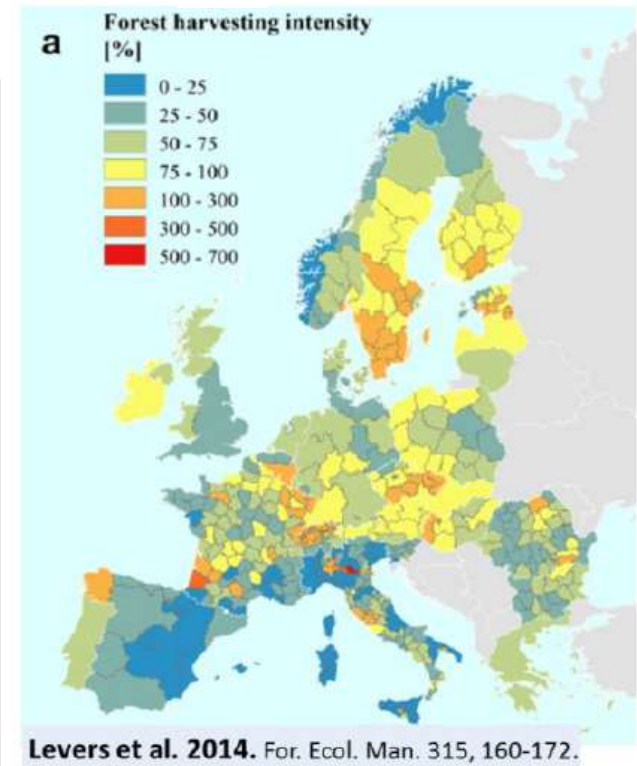 a
Forest harvesting intensity
[%]
0 - 25
25 - 50
50 - 75
75 - 100
100 - 300
300 - 500
500 - 700
Levers et al. 2014. For. Ecol. Man. 315, 160-172.